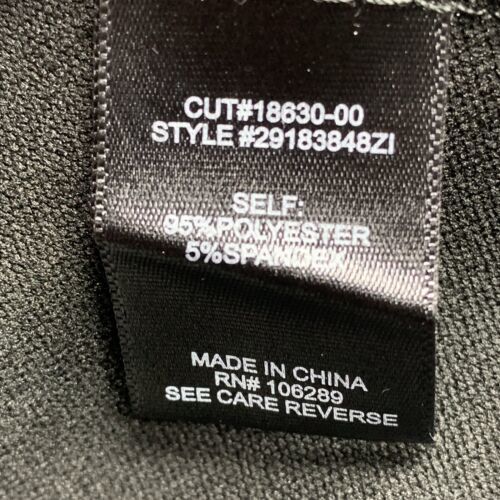 CUT#18630-00
STYLE #29183848ZI
SELF:
95%POLYESTER
5%SPANDEX
MADE IN CHINA
RN# 106289
SEE CARE REVERSE